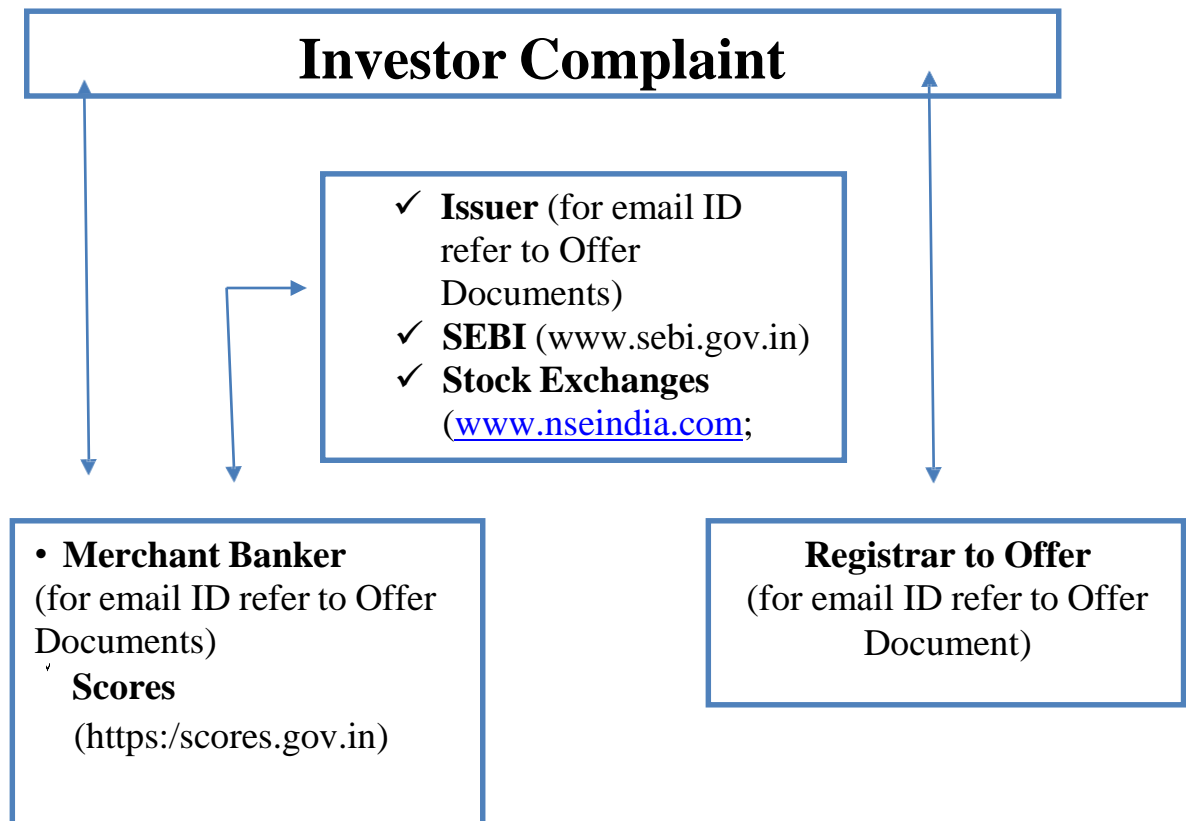 Investor Complaint
✓ Issuer (for email ID
refer to Offer
Documents)
✓ SEBI (www.sebi.gov.in)
✓ Stock Exchanges
(www.nseindia.com;
• Merchant Banker
(for email ID refer to Offer
Documents)
✓ Scores
(https:/scores.gov.in)
Registrar to Offer
(for email ID refer to Offer
Document)